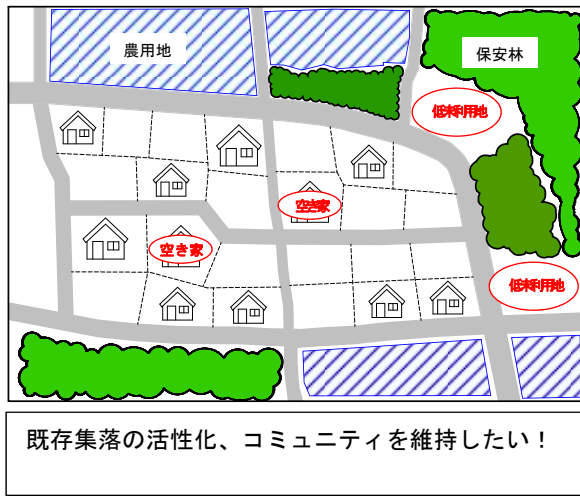 農用地
保安林
低未利用地
空き家
空き家
低未利用地
既存集落の活性化、コミュニティを維持したい！